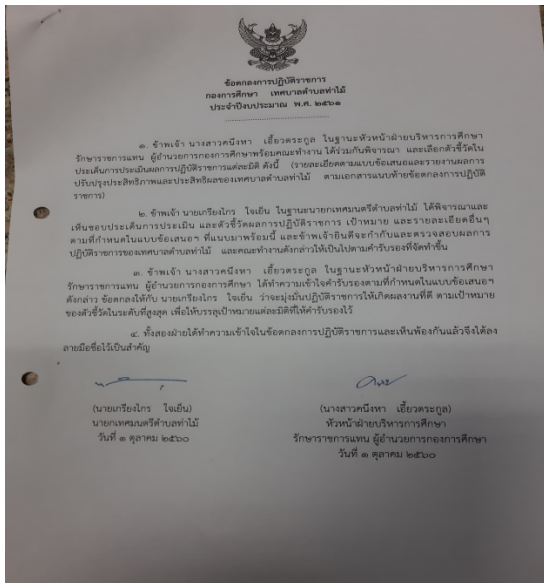 ข้อตกลงการปฏิบัติราชการ
กองการศึกษา เทศบาลตำบลท่าไม้
ประจำปีงบประมาณ พ.ศ. ๒๕๖๑
๑. ข้าพเจ้า นางสาวคนึงหา เอี้ยวตระกูล ในฐานะหัวหน้าฝ่ายบริหารการศึกษา
รักษาราชการแทน ผู้อำนวยการกองการศึกษาพร้อมคณะทำงาน ได้ร่วมกันพิจารณา และเลือกตัวชี้วัดใน
ประเด็นการประเมินผลการปฏิบัติราชการแต่ละมิติ ดังนี้ (รายละเอียดตามแบบข้อเสนอและรายงานผลการ
ปรับปรุงประสิทธิภาพและประสิทธิผลของเทศบาลตำบลท่าไม้ ตามเอกสารแนบท้ายข้อตกลงการปฏิบัติ
ราชการ)
๒. ข้าพเจ้า นายเกรียงไกร ใจเย็น ในฐานะนายกเทศมนตรีตำบลท่าไม้ ได้พิจารณาและ
เห็นชอบประเด็นการประเมิน และตัวชี้วัดผลการปฏิบัติราชการ เป้าหมาย และรายละเอียดอื่นๆ
ตามที่กำหนดในแบบข้อเสนอฯ ที่แนบมาพร้อมนี้ และข้าพเจ้ายินดีจะกำกับและตรวจสอบผลการ
ปฏิบัติราชการของเทศบาลตำบลท่าไม้ และคณะทำงานดังกล่าวให้เป็นไปตามคำรับรองที่จัดทำขึ้น
๓. ข้าพเจ้า นางสาวคนึงหา เอี้ยวตระกูล ในฐานะหัวหน้าฝ่ายบริหารการศึกษา
รักษาราชการแทน ผู้อำนวยการกองการศึกษา ได้ทำความเข้าใจคำรับรองตามที่กำหนดในแบบข้อเสนอฯ
ดังกล่าว ข้อตกลงให้กับ นายเกรียงไกร ใจเย็น ว่าจะมุ่งมั่นปฏิบัติราชการให้เกิดผลงานที่ดี ตามเป้าหมาย
ของตัวชี้วัดในระดับที่สูงสุด เพื่อให้บรรลุเป้าหมายแต่ละมิติที่ให้คำรับรองไว้
๔. ทั้งสองฝ่ายได้ทำความเข้าใจในข้อตกลงการปฏิบัติราชการและเห็นพ้องกันแล้วจึงได้ลง
ลายมือชื่อไว้เป็นสำคัญ
(นายเกรียงไกร ใจเย็น)
นายกเทศมนตรีตำบลท่าไม้
วันที่ ๑ ตุลาคม ๒๕๖๐
(นางสาวคนึงหา เอี้ยวตระกูล)
หัวหน้าฝ่ายบริหารการศึกษา
รักษาราชการแทน ผู้อำนวยการกองการศึกษา
วันที่ ๑ ตุลาคม ๒๕๖๐